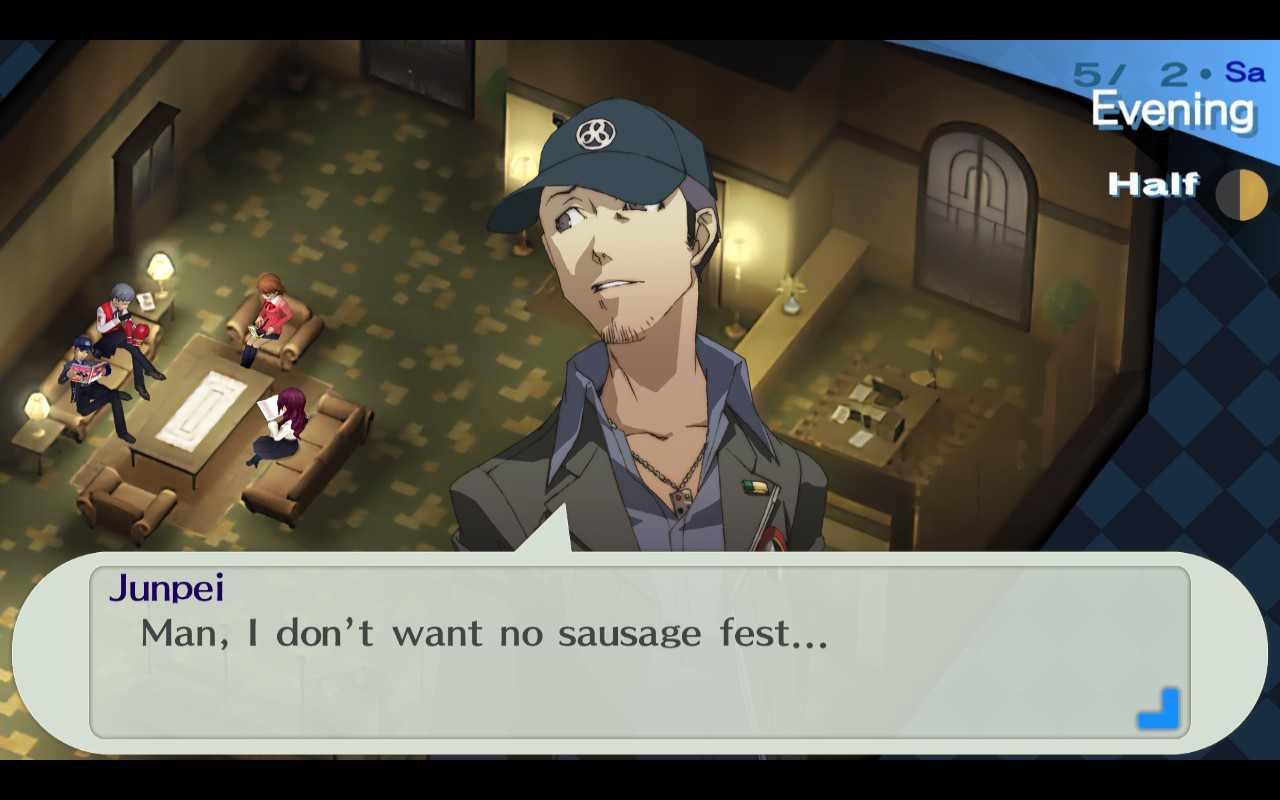 5/ 2 • Sa
Evening
Half
Junpei
Man, I don't want no sausage fest...